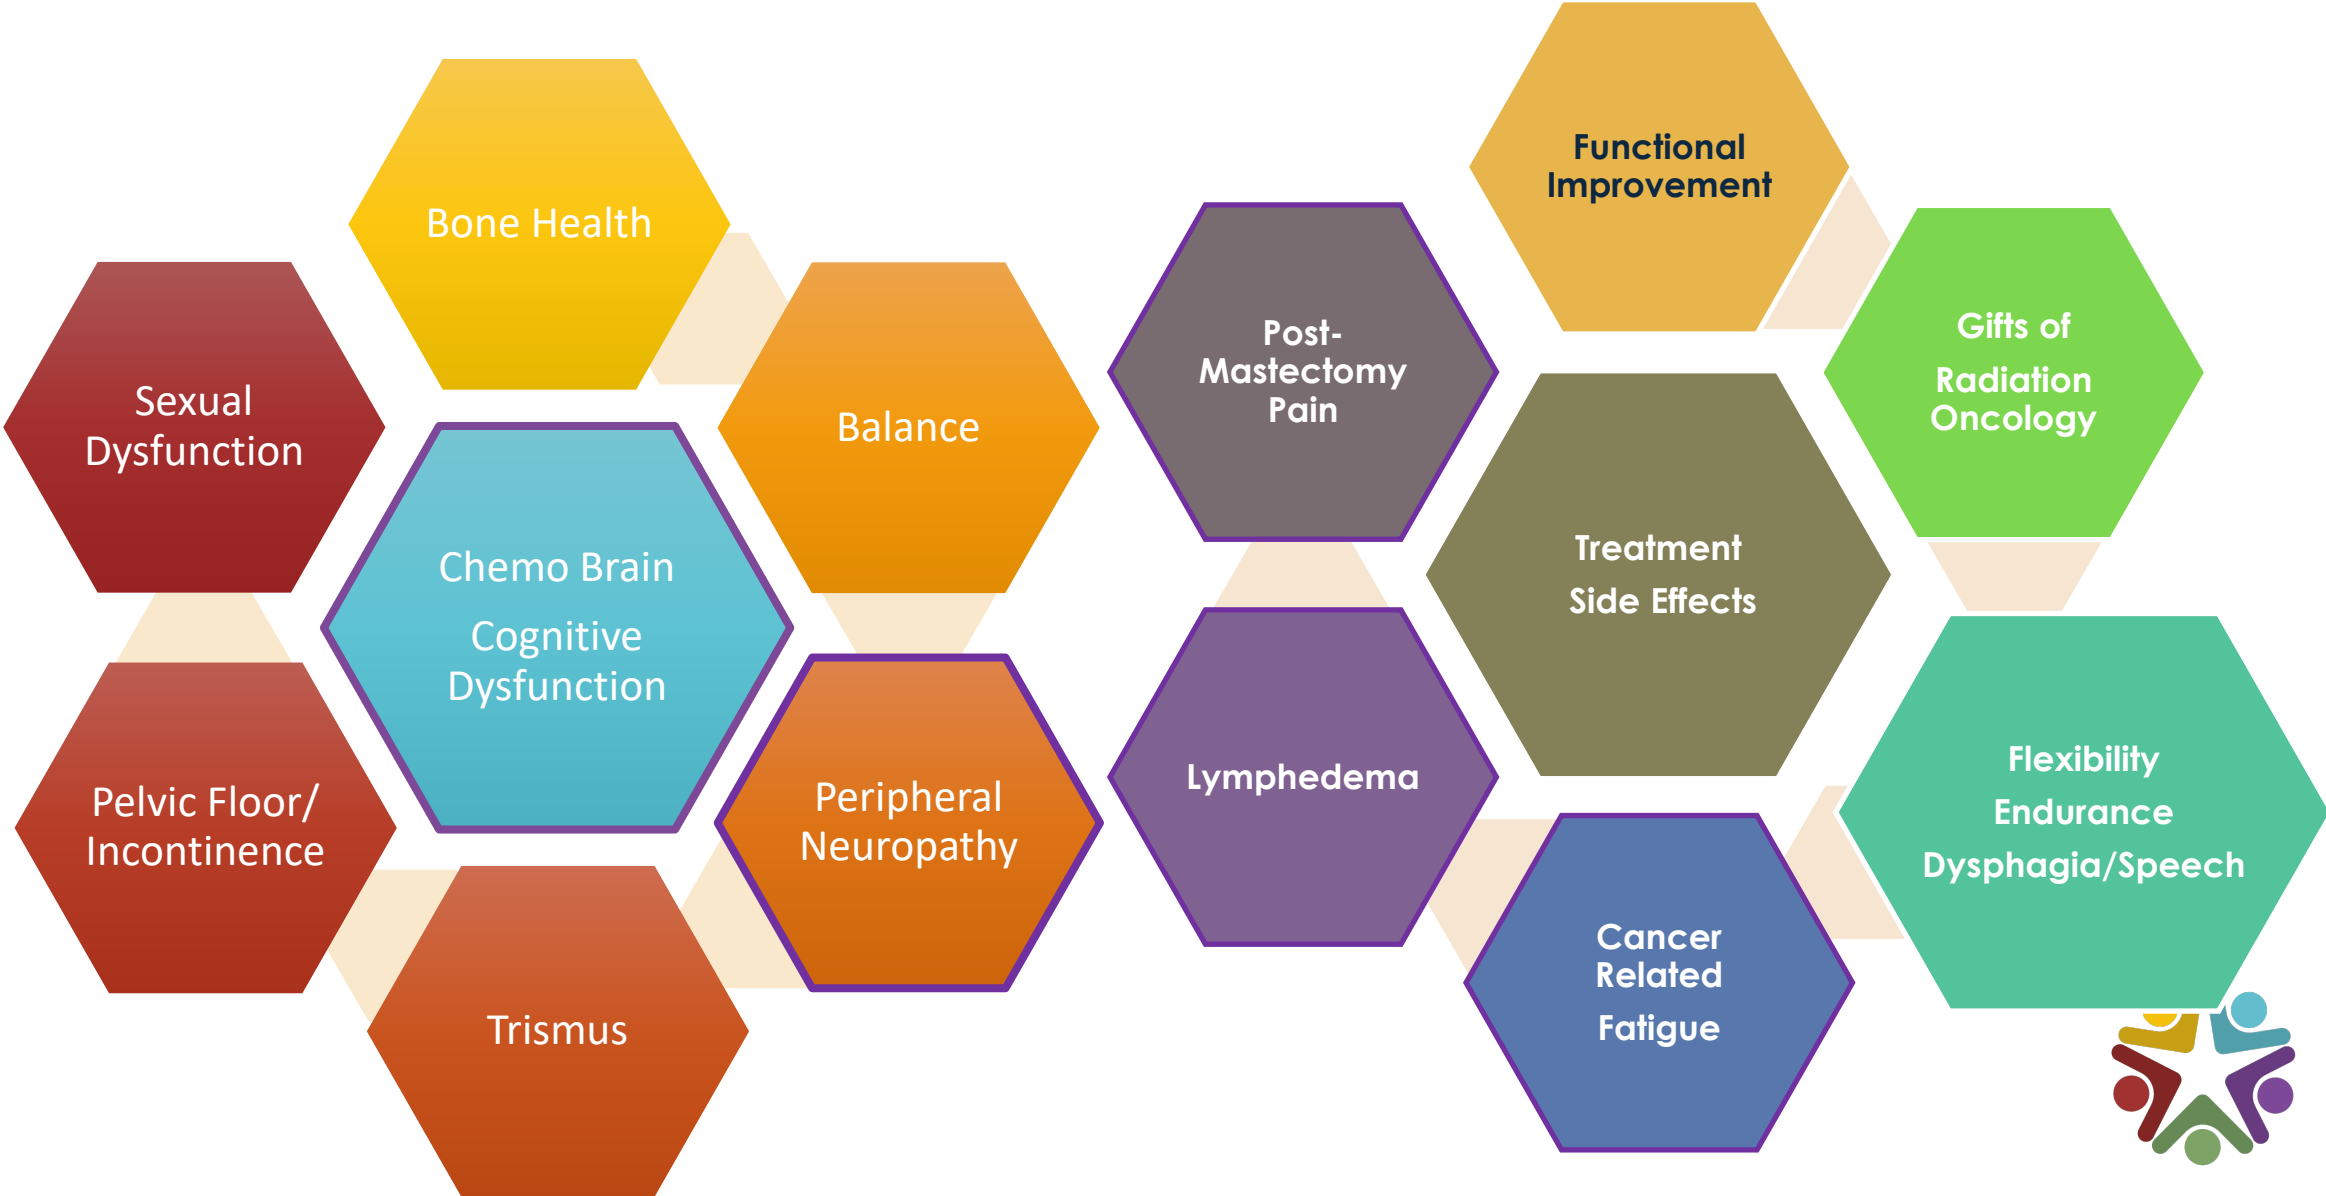 Bone Health
Sexual
Dysfunction
Balance
Chemo Brain
Cognitive
Dysfunction
Pelvic Floor/
Incontinence
Peripheral
Neuropathy
Trismus
Functional
Improvement
Post-
Mastectomy
Pain
Gifts of
Radiation
Oncology
Treatment
Side Effects
Lymphedema
Flexibility
Endurance
Dysphagia/Speech
Cancer
Related
Fatigue